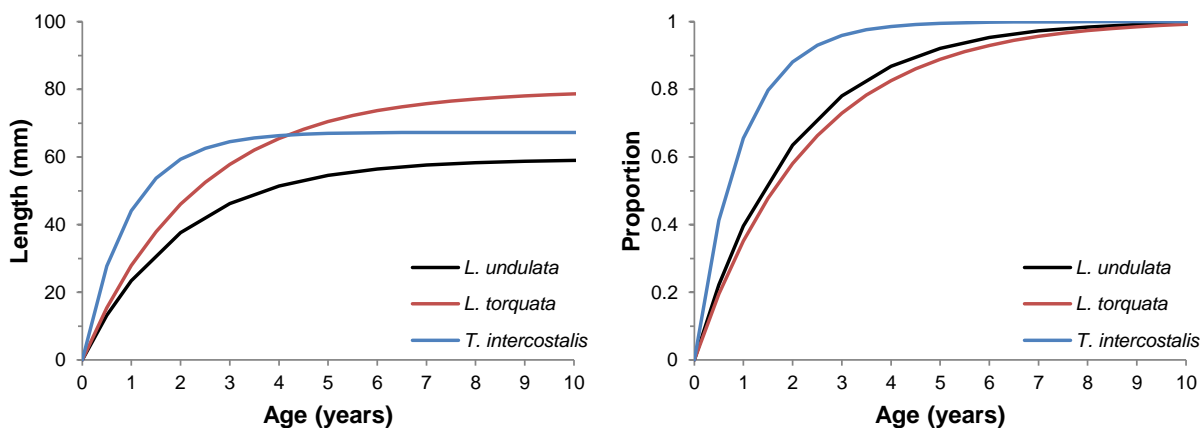 100
80
60
40
20
0
Length (mm)
L. undulata
L. torquata
T. intercostalis
0 1 2 3 4 5 6 7 8 9 10
Age (years)
1
0.8
0.6
0.4
0.2
0
Proportion
L. undulata
L. torquata
T. intercostalis
0 1 2 3 4 5 6 7 8 9 10
Age (years)